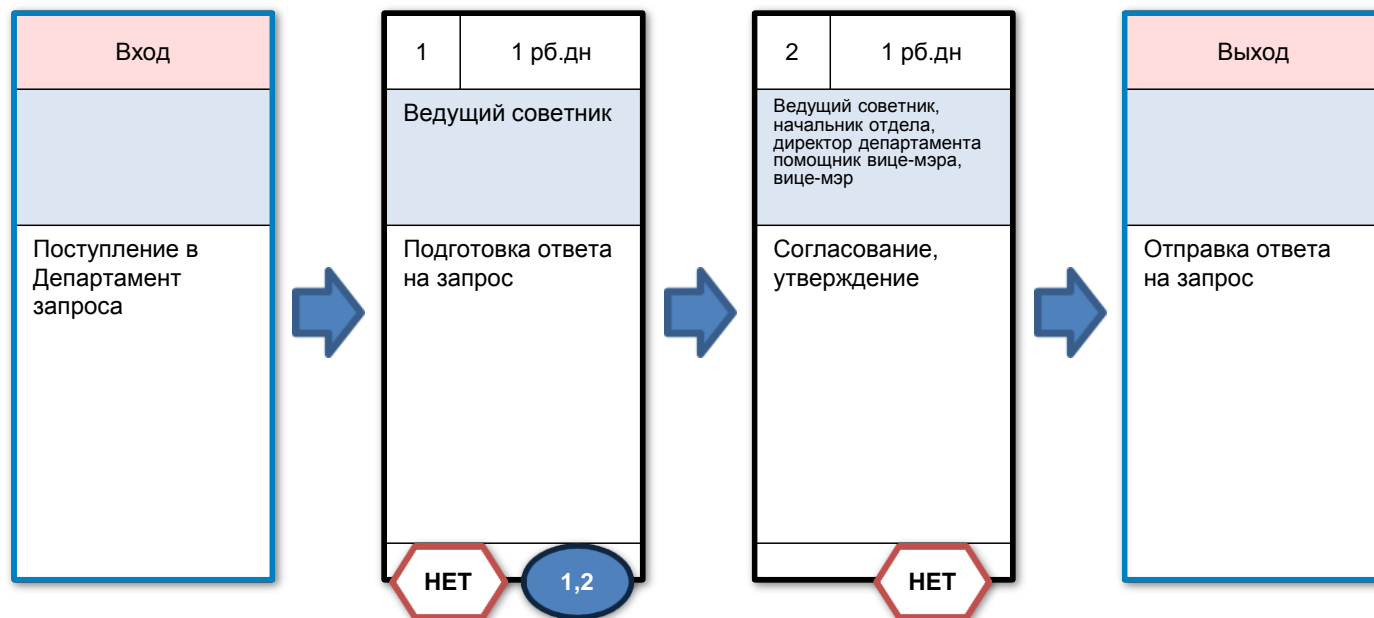 Вход
Поступление в
Департамент
запроса
1
1 рб.дн
Ведущий советник
Подготовка ответа
на запрос
НЕТ
1,2
2
1 рб.дн
Ведущий советник,
начальник отдела,
директор департамента
помощник вице-мэра,
вице-мэр
Согласование,
утверждение
НЕТ
Выход
Отправка ответа
на запрос